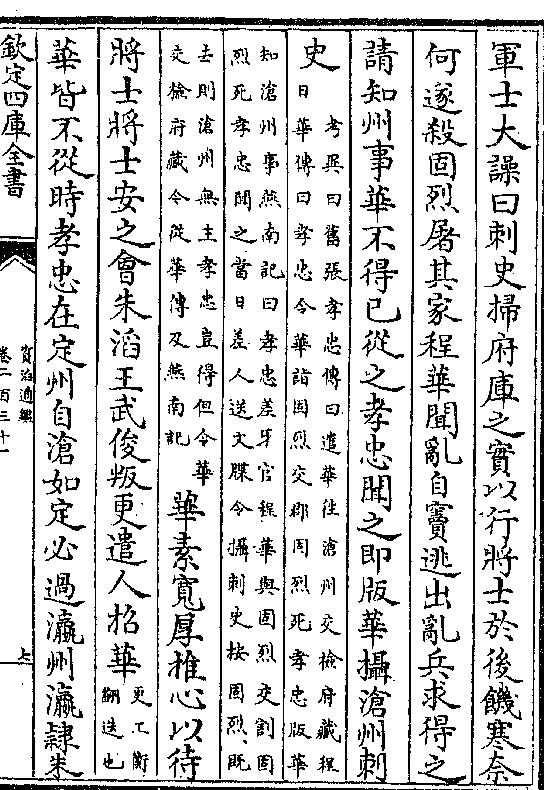 軍士大譟曰刺史掃府庫之實以行將士於後饑寒奈
何遂殺固烈屠其家程華聞亂自竇逃出亂兵求得之
請知州事華不得已從之孝忠聞之即版華攝滄州刺
史
考異曰舊張孝忠傳曰遣華往滄州交檢府藏程
日華傳曰孝忠令華詣固烈交郡固烈死孝忠版華
知滄州事燕南記曰孝忠差牙官程華與固烈交割固
烈死孝忠聞之當日差人送文牒令攝刺史按固烈既
去則滄州無主孝忠豈得但令華
交檢府藏今從華傳及燕南記
華素寬厚推心以待
將士將士安之會朱滔王武俊叛更遣人招華
更工衡
翻迭也
華皆不從時孝忠在定州自滄如定必過瀛州瀛隸朱
欽定四庫全書
資治通鑑
卷二百三十一